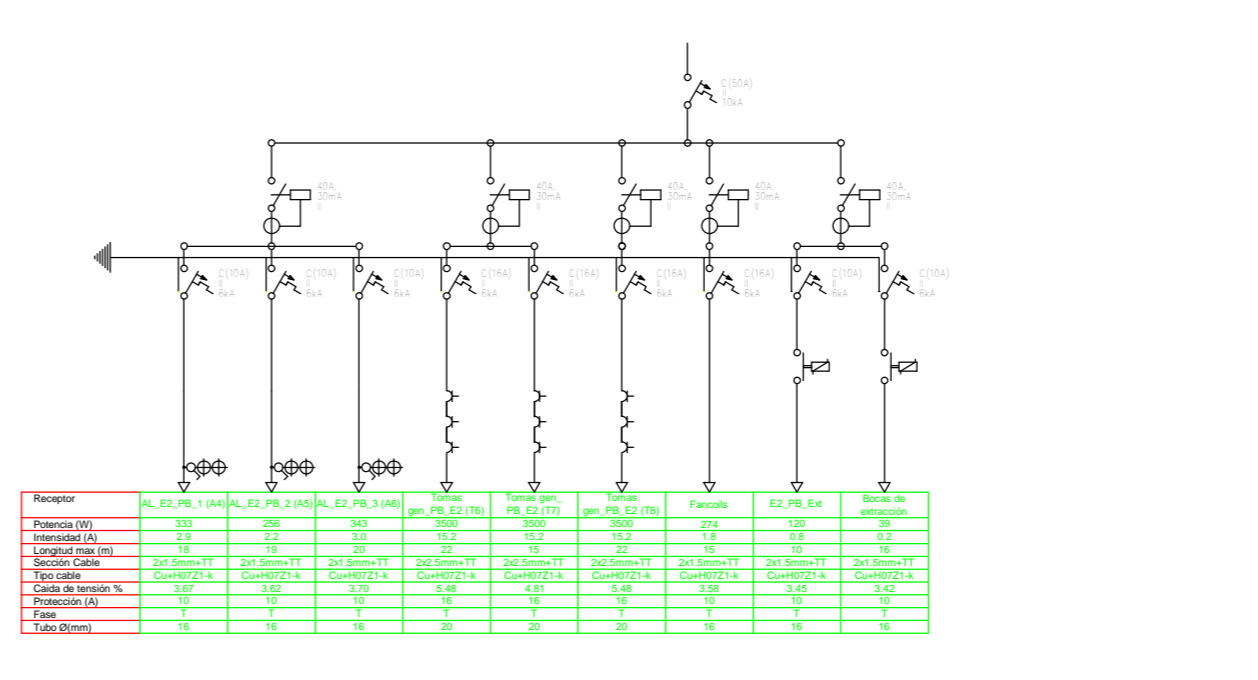 C(50A)
II
10kA
40A, 40A, 40A, 40A, 40A,
30mA 30mA 30mA 30mA 30mA
II II II II II
C(10A) C(10A) C(10A) C(16A) C(16A) C(16A) C(16A) C(10A) C(10A)
II II II II II II II II II
6kA 6kA 6kA 6kA 6kA 6kA 6kA 6kA 6kA
Receptor AL_E2_PB_1 (A4) AL_E2_PB_2 (A5) AL_E2_PB_3 (A6) Tomas gen_PB_E2 (T6) Tomas gen_PB_E2 (T7) Tomas gen_PB_E2 (T8) Fancoils E2_PB_Ext Bocas de extracción
Potencia (W) 333 256 343 3500 3500 3500 274 120 39
Intensidad (A) 2.9 2.2 3.0 15.2 15.2 15.2 1.8 0.8 0.2
Longitud max (m) 18 19 20 22 15 22 15 10 16
Sección Cable 2x1.5mm+TT 2x1.5mm+TT 2x1.5mm+TT 2x2.5mm+TT 2x2.5mm+TT 2x2.5mm+TT 2x1.5mm+TT 2x1.5mm+TT 2x1.5mm+TT
Tipo cable Cu+H07Z1-k Cu+H07Z1-k Cu+H07Z1-k Cu+H07Z1-k Cu+H07Z1-k Cu+H07Z1-k Cu+H07Z1-k Cu+H07Z1-k Cu+H07Z1-k
Caida de tensión % 3.67 3.62 3.70 5.48 4.81 5.48 3.58 3.45 3.42
Protección (A) 10 10 10 16 16 16 10 10 10
Fase T T T T T T T T T
Tubo Ø(mm) 16 16 16 20 20 20 16 16 16